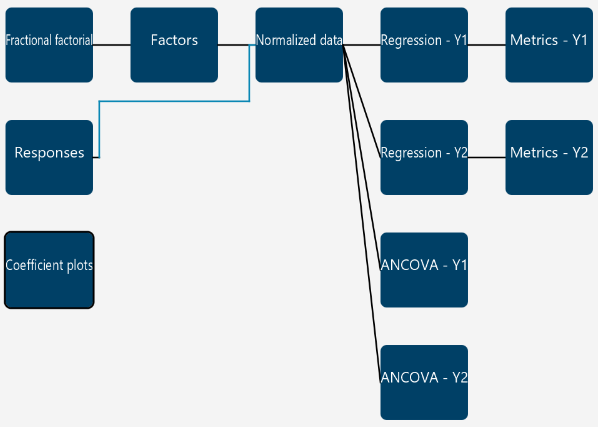 Fractional factorial
Factors
Normalized data
Regression - Y1
Metrics - Y1
Responses
Regression - Y2
Metrics - Y2
Coefficient plots
ANCOVA - Y1
ANCOVA - Y2